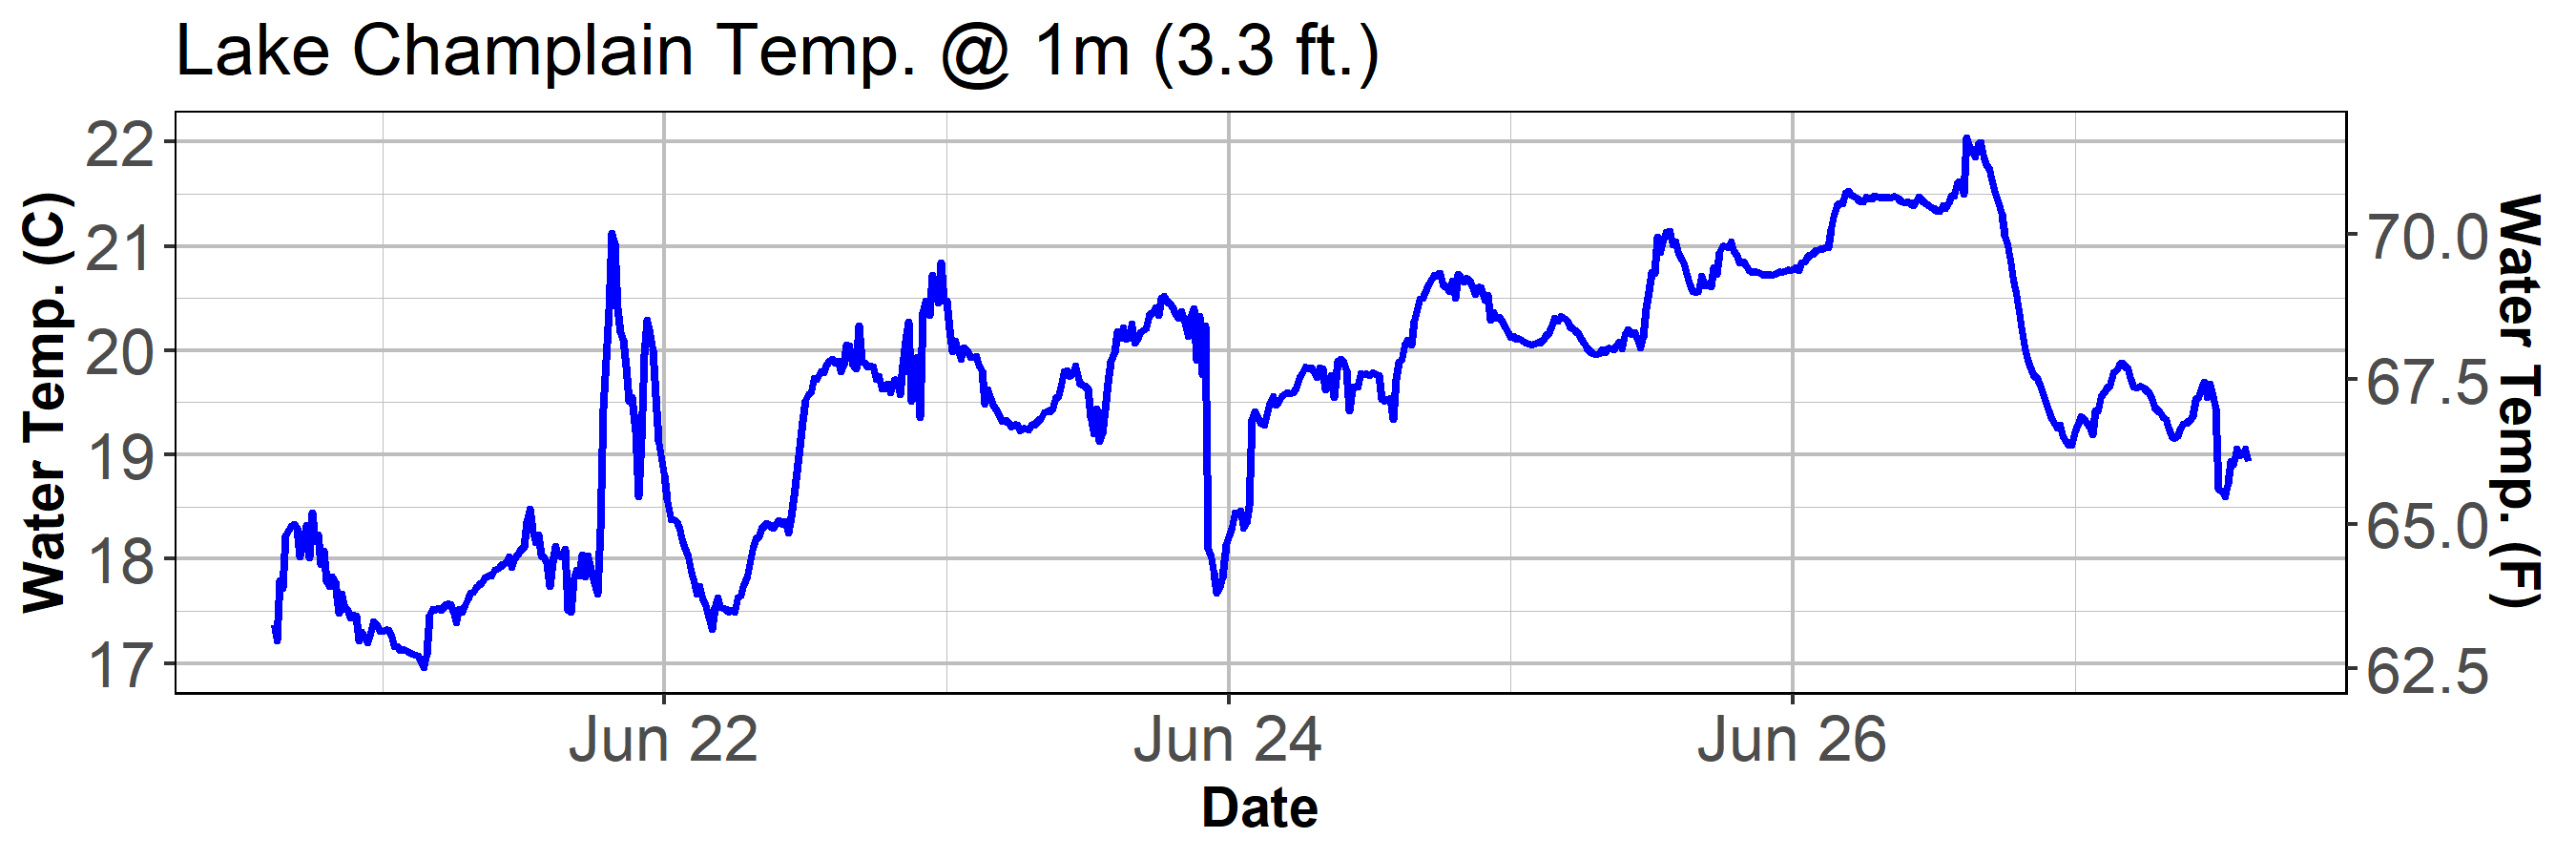 Lake Champlain Temp. @ 1m (3.3 ft.)
Water Temp. (C)
22
21
20
19
18
17
70.0
67.5
65.0
62.5
Water Temp. (F)
Jun 22 Jun 24 Jun 26
Date